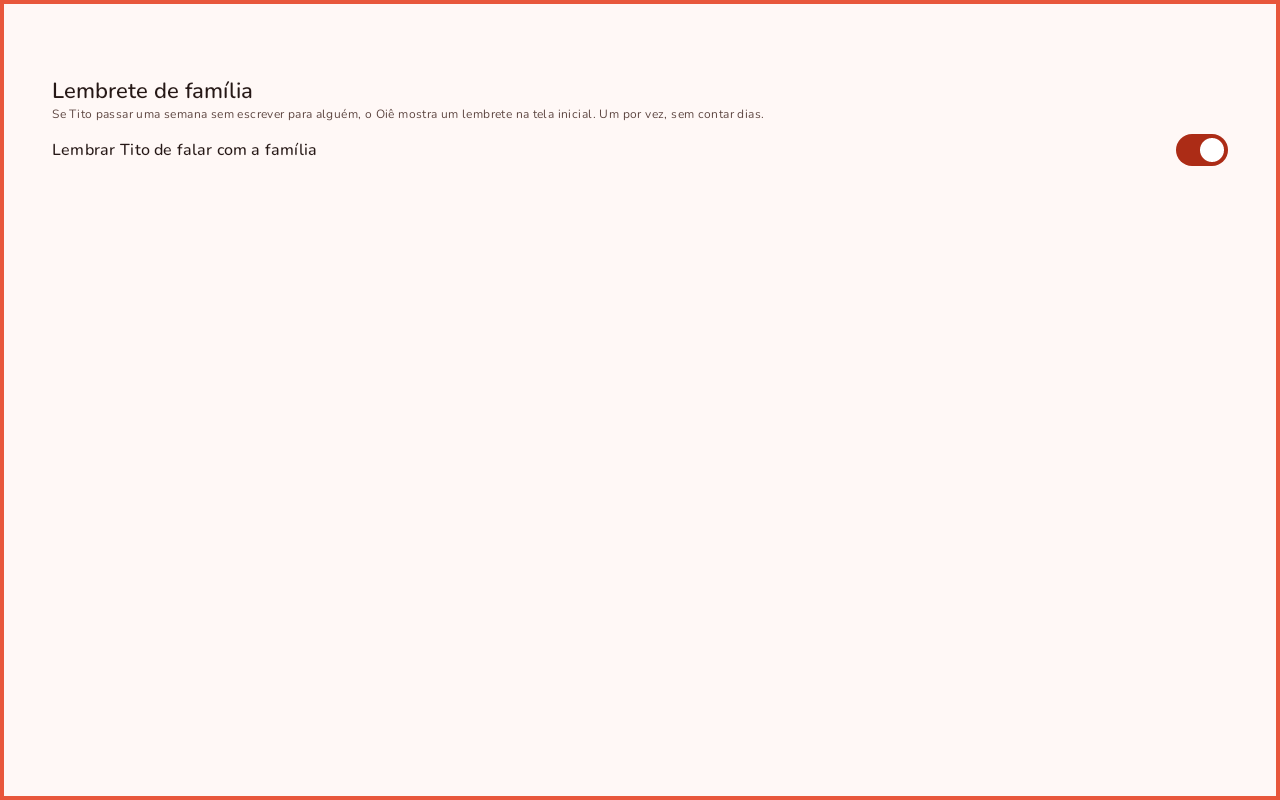 Lembrete de família
Se Tito passar uma semana sem escrever para alguém, o Oiê mostra um lembrete na tela inicial. Um por vez, sem contar dias.
Lembrar Tito de falar com a família